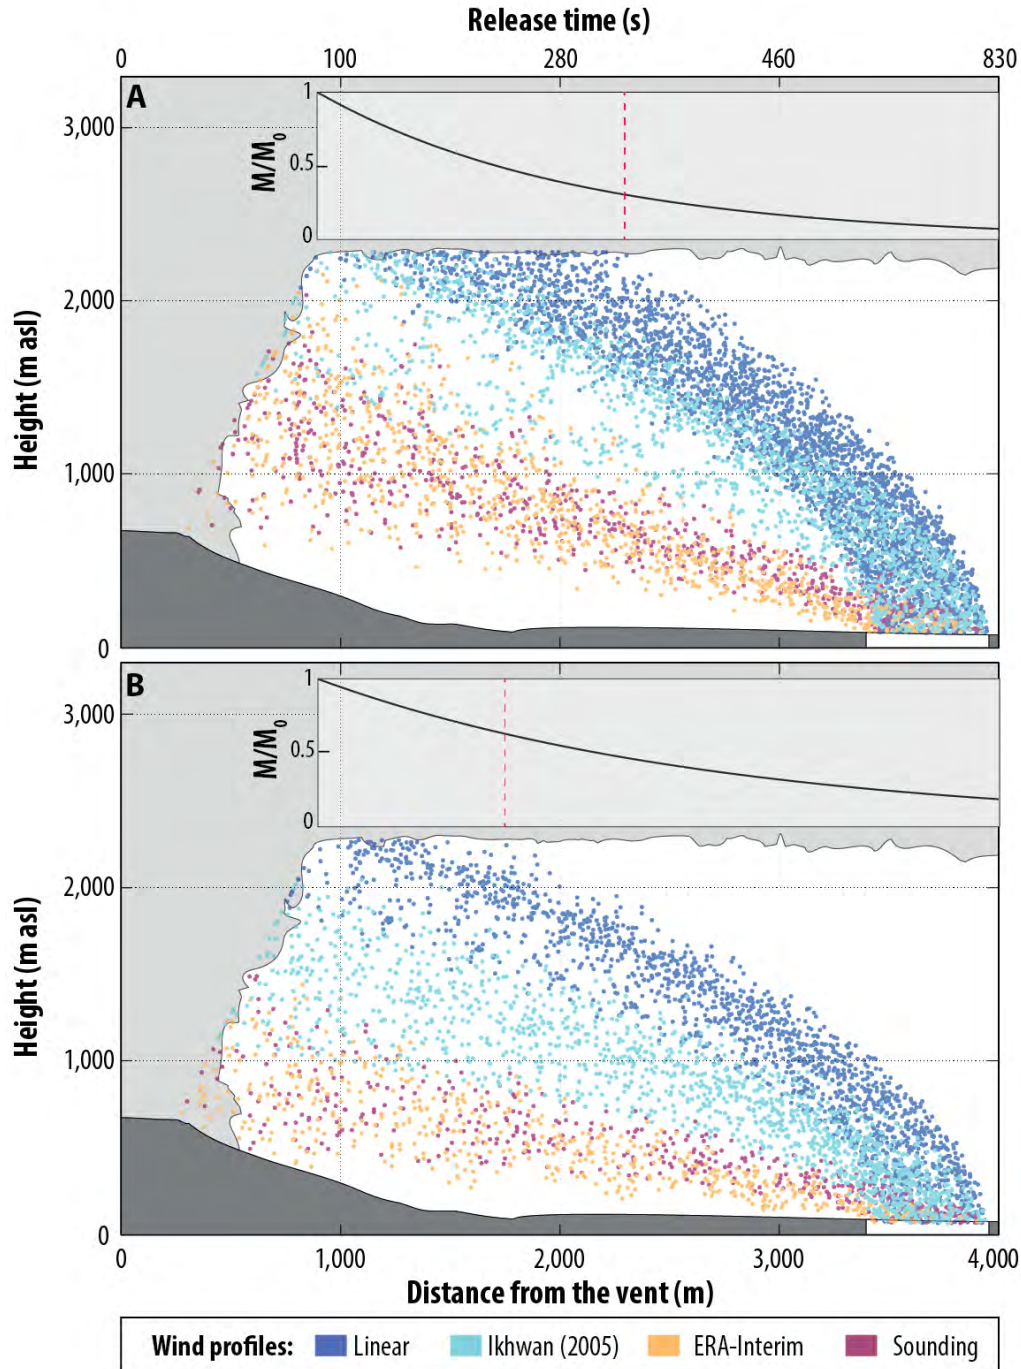 Release time (s)
0 100 280 460 830
A
1
3,000
M/M0
0.5
0
2,000
Height (m asl)
1,000
0
B
1
3,000
M/M0
0.5
0
2,000
Height (m asl)
1,000
0
0 1,000 2,000 3,000 4,000
Distance from the vent (m)
Wind profiles: Linear Ikhwan (2005) ERA-Interim Sounding